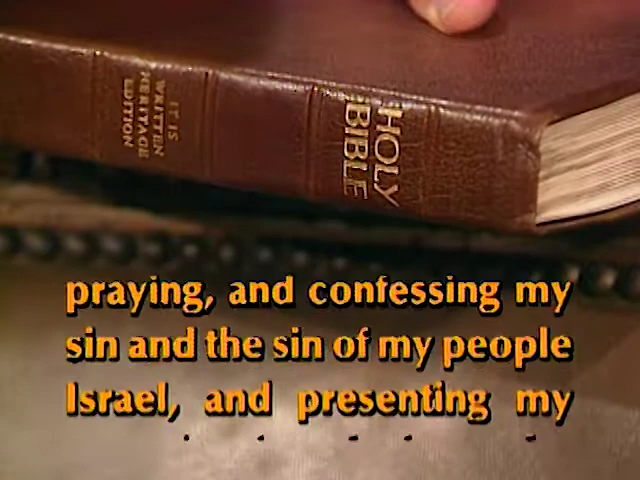 HOLY
BIBLE
IT IS
WRITTEN
HERITAGE
EDITION
praying, and confessing my
sin and the sin of my people
Israel, and presenting my